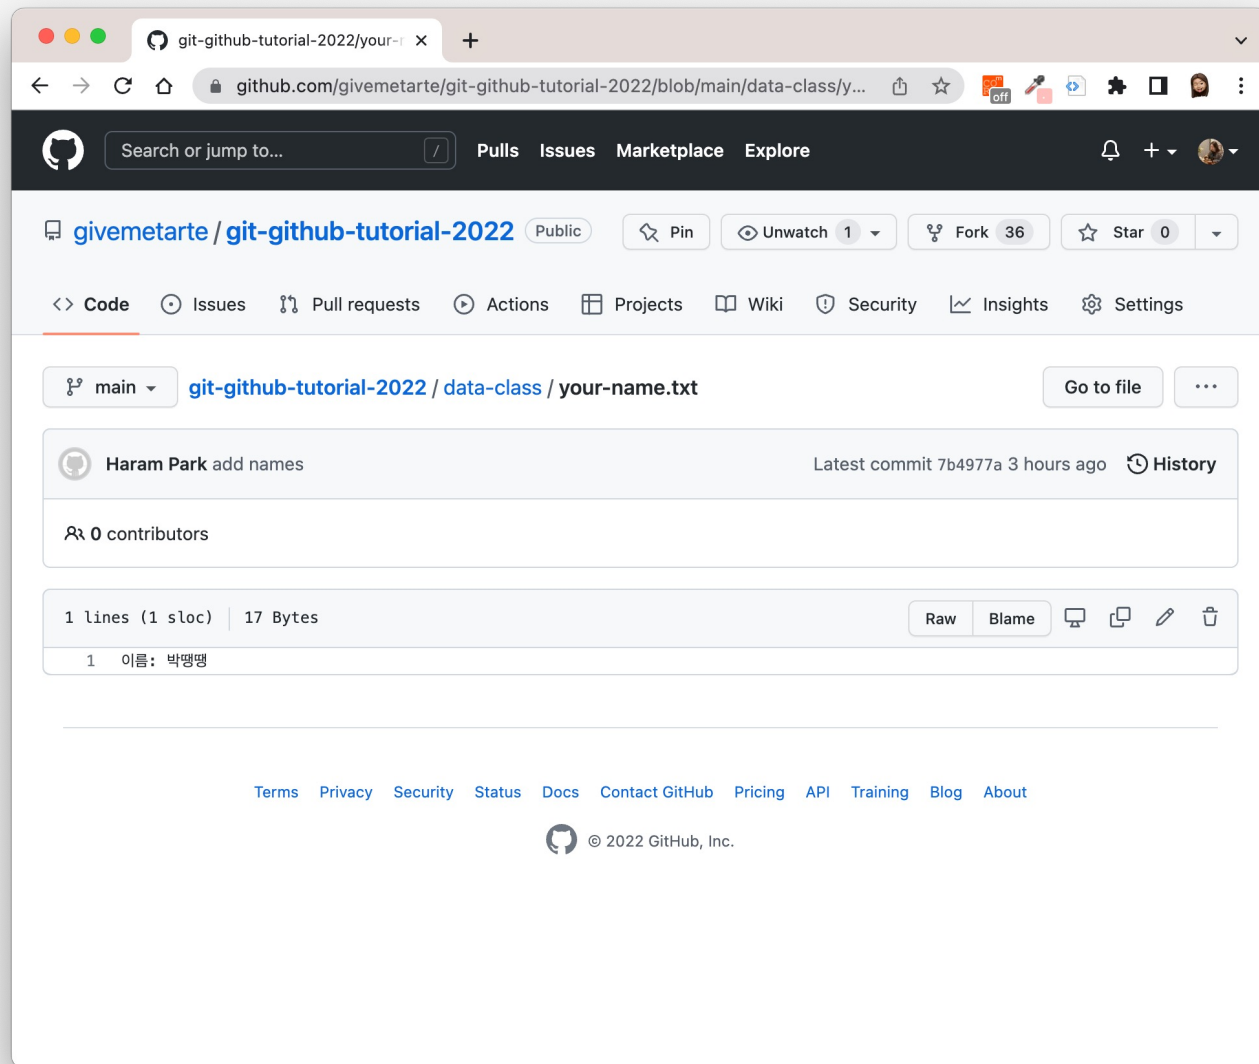 git-github-tutorial-2022/your-r
github.com/givemetarte/git-github-tutorial-2022/blob/main/data-class/y...
off
Search or jump to... / Pulls Issues Marketplace Explore
givemetarte / git-github-tutorial-2022 Public Pin Unwatch 1 Fork 36 Star 0
Code Issues Pull requests Actions Projects Wiki Security Insights Settings
main git-github-tutorial-2022 / data-class / your-name.txt Go to file ...
Haram Park add names Latest commit 7b4977a 3 hours ago History
0 contributors
1 lines (1 sloc) 17 Bytes Raw Blame
1 이름: 박땡땡
Terms Privacy Security Status Docs Contact GitHub Pricing API Training Blog About
© 2022 GitHub, Inc.